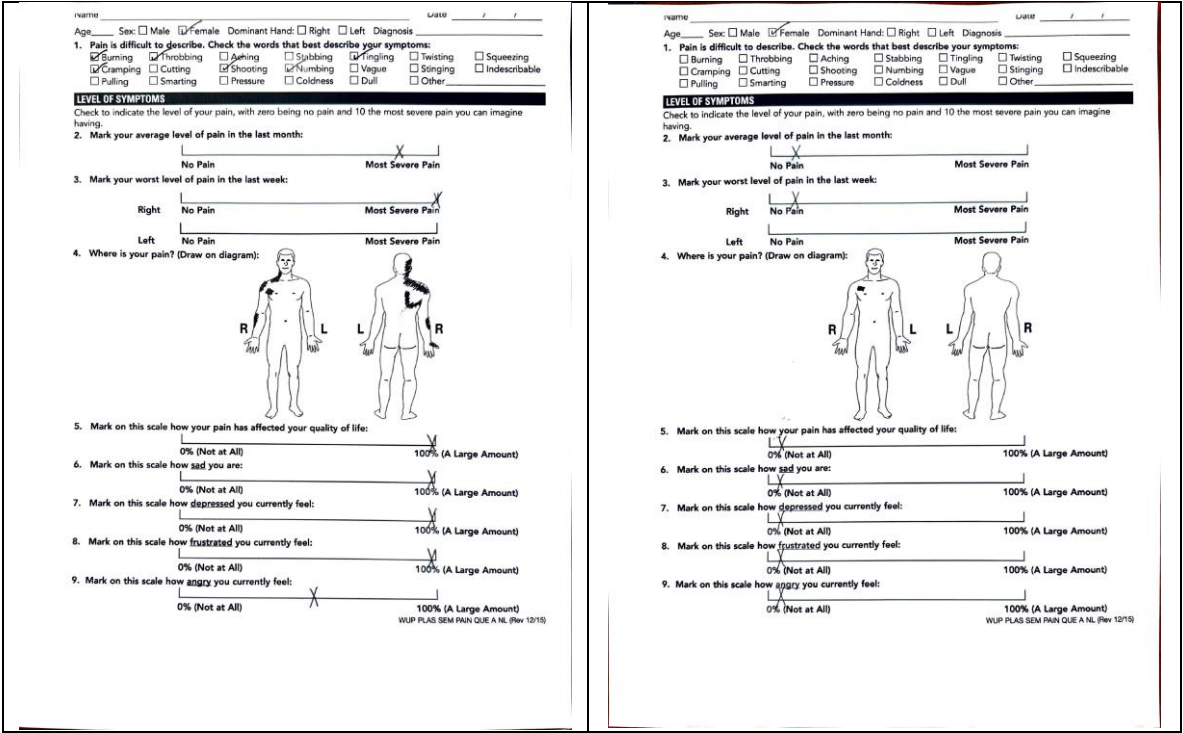 Name Date / /
Age Sex: ☐ Male ☑ Female Dominant Hand: ☐ Right ☐ Left Diagnosis
1. Pain is difficult to describe. Check the words that best describe your symptoms:
☑ Burning ☑ Throbbing ☐ Aching ☐ Stabbing ☑ Tingling ☐ Twisting ☐ Squeezing
☑ Cramping ☐ Cutting ☑ Shooting ☑ Numbing ☐ Vague ☐ Stinging ☐ Indescribable
☐ Pulling ☐ Smarting ☐ Pressure ☐ Coldness ☐ Dull ☐ Other
LEVEL OF SYMPTOMS
Check to indicate the level of your pain, with zero being no pain and 10 the most severe pain you can imagine
having.
2. Mark your average level of pain in the last month:
X
No Pain Most Severe Pain
3. Mark your worst level of pain in the last week:
X
Right No Pain Most Severe Pain
Left No Pain Most Severe Pain
4. Where is your pain? (Draw on diagram):
R L L R
5. Mark on this scale how your pain has affected your quality of life:
X
0% (Not at All) 100% (A Large Amount)
6. Mark on this scale how sad you are:
X
0% (Not at All) 100% (A Large Amount)
7. Mark on this scale how depressed you currently feel:
X
0% (Not at All) 100% (A Large Amount)
8. Mark on this scale how frustrated you currently feel:
X
0% (Not at All) 100% (A Large Amount)
9. Mark on this scale how angry you currently feel:
X
0% (Not at All) 100% (A Large Amount)
WUP PLAS SEM PAIN QUE A NL (Rev 12/15)
Name Date / /
Age Sex: ☐ Male ☑ Female Dominant Hand: ☐ Right ☐ Left Diagnosis
1. Pain is difficult to describe. Check the words that best describe your symptoms:
☐ Burning ☐ Throbbing ☐ Aching ☐ Stabbing ☐ Tingling ☐ Twisting ☐ Squeezing
☐ Cramping ☐ Cutting ☐ Shooting ☐ Numbing ☐ Vague ☐ Stinging ☐ Indescribable
☐ Pulling ☐ Smarting ☐ Pressure ☐ Coldness ☐ Dull ☐ Other
LEVEL OF SYMPTOMS
Check to indicate the level of your pain, with zero being no pain and 10 the most severe pain you can imagine
having.
2. Mark your average level of pain in the last month:
X
No Pain Most Severe Pain
3. Mark your worst level of pain in the last week:
X
Right No Pain Most Severe Pain
Left No Pain Most Severe Pain
4. Where is your pain? (Draw on diagram):
R L L R
5. Mark on this scale how your pain has affected your quality of life:
X
0% (Not at All) 100% (A Large Amount)
6. Mark on this scale how sad you are:
X
0% (Not at All) 100% (A Large Amount)
7. Mark on this scale how depressed you currently feel:
X
0% (Not at All) 100% (A Large Amount)
8. Mark on this scale how frustrated you currently feel:
X
0% (Not at All) 100% (A Large Amount)
9. Mark on this scale how angry you currently feel:
X
0% (Not at All) 100% (A Large Amount)
WUP PLAS SEM PAIN QUE A NL (Rev 12/15)